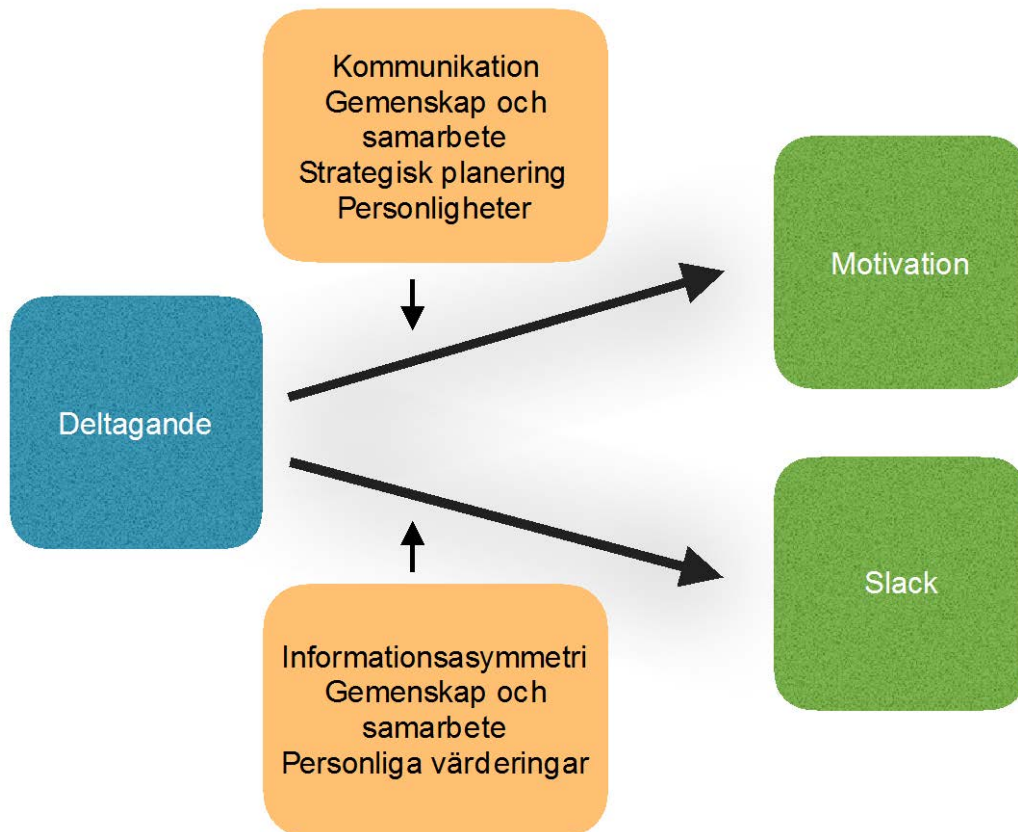 Kommunikation
Gemenskap och
samarbete
Strategisk planering
Personligheter
Motivation
Deltagande
Slack
Informationsasymmetri
Gemenskap och
samarbete
Personliga värderingar